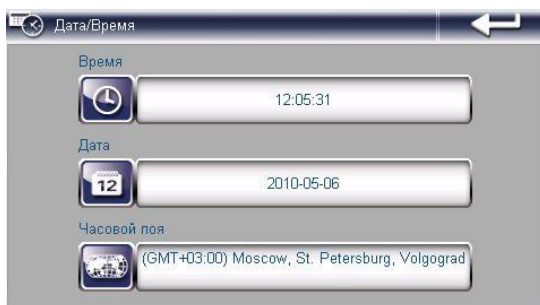 Дата/Время
Время
12:05:31
Дата
12
2010-05-06
Часовой поя
(GMT+03:00) Moscow, St. Petersburg, Volgograd